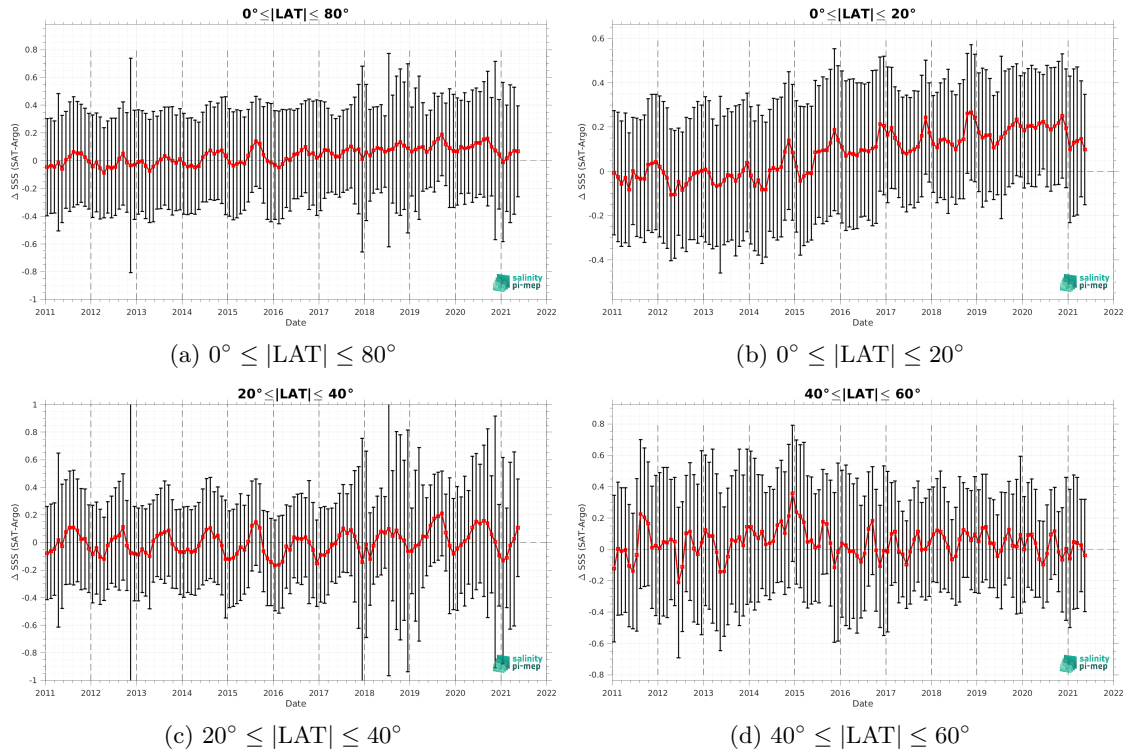 0°≤|LAT|≤ 80°
Δ SSS (SAT-Argo)
0.8
0.6
0.4
0.2
0
-0.2
-0.4
-0.6
-0.8
-1
2011 2012 2013 2014 2015 2016 2017 2018 2019 2020 2021 2022
Date
salinity
pi-mep
(a) 0° ≤ |LAT| ≤ 80°
0°≤|LAT|≤ 20°
Δ SSS (SAT-Argo)
0.6
0.4
0.2
0
-0.2
-0.4
2011 2012 2013 2014 2015 2016 2017 2018 2019 2020 2021 2022
Date
salinity
pi-mep
(b) 0° ≤ |LAT| ≤ 20°
20°≤|LAT|≤ 40°
Δ SSS (SAT-Argo)
1
0.8
0.6
0.4
0.2
0
-0.2
-0.4
-0.6
-0.8
-1
2011 2012 2013 2014 2015 2016 2017 2018 2019 2020 2021 2022
Date
salinity
pi-mep
(c) 20° ≤ |LAT| ≤ 40°
40°≤|LAT|≤ 60°
Δ SSS (SAT-Argo)
0.8
0.6
0.4
0.2
0
-0.2
-0.4
-0.6
-0.8
2011 2012 2013 2014 2015 2016 2017 2018 2019 2020 2021 2022
Date
salinity
pi-mep
(d) 40° ≤ |LAT| ≤ 60°